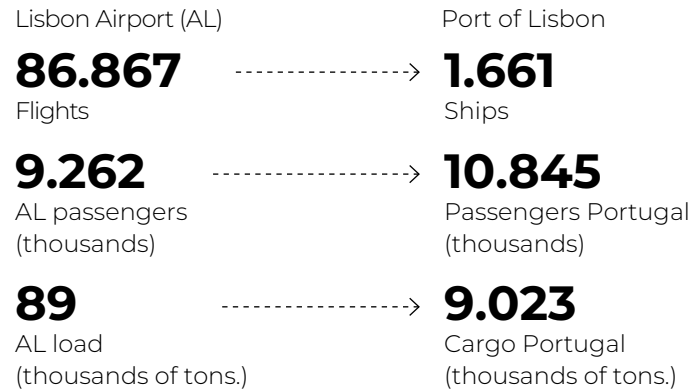 Lisbon Airport (AL)
Port of Lisbon
86.867
1.661
Flights
Ships
9.262
10.845
AL passengers
(thousands)
Passengers Portugal
(thousands)
89
9.023
AL load
(thousands of tons.)
Cargo Portugal
(thousands of tons.)